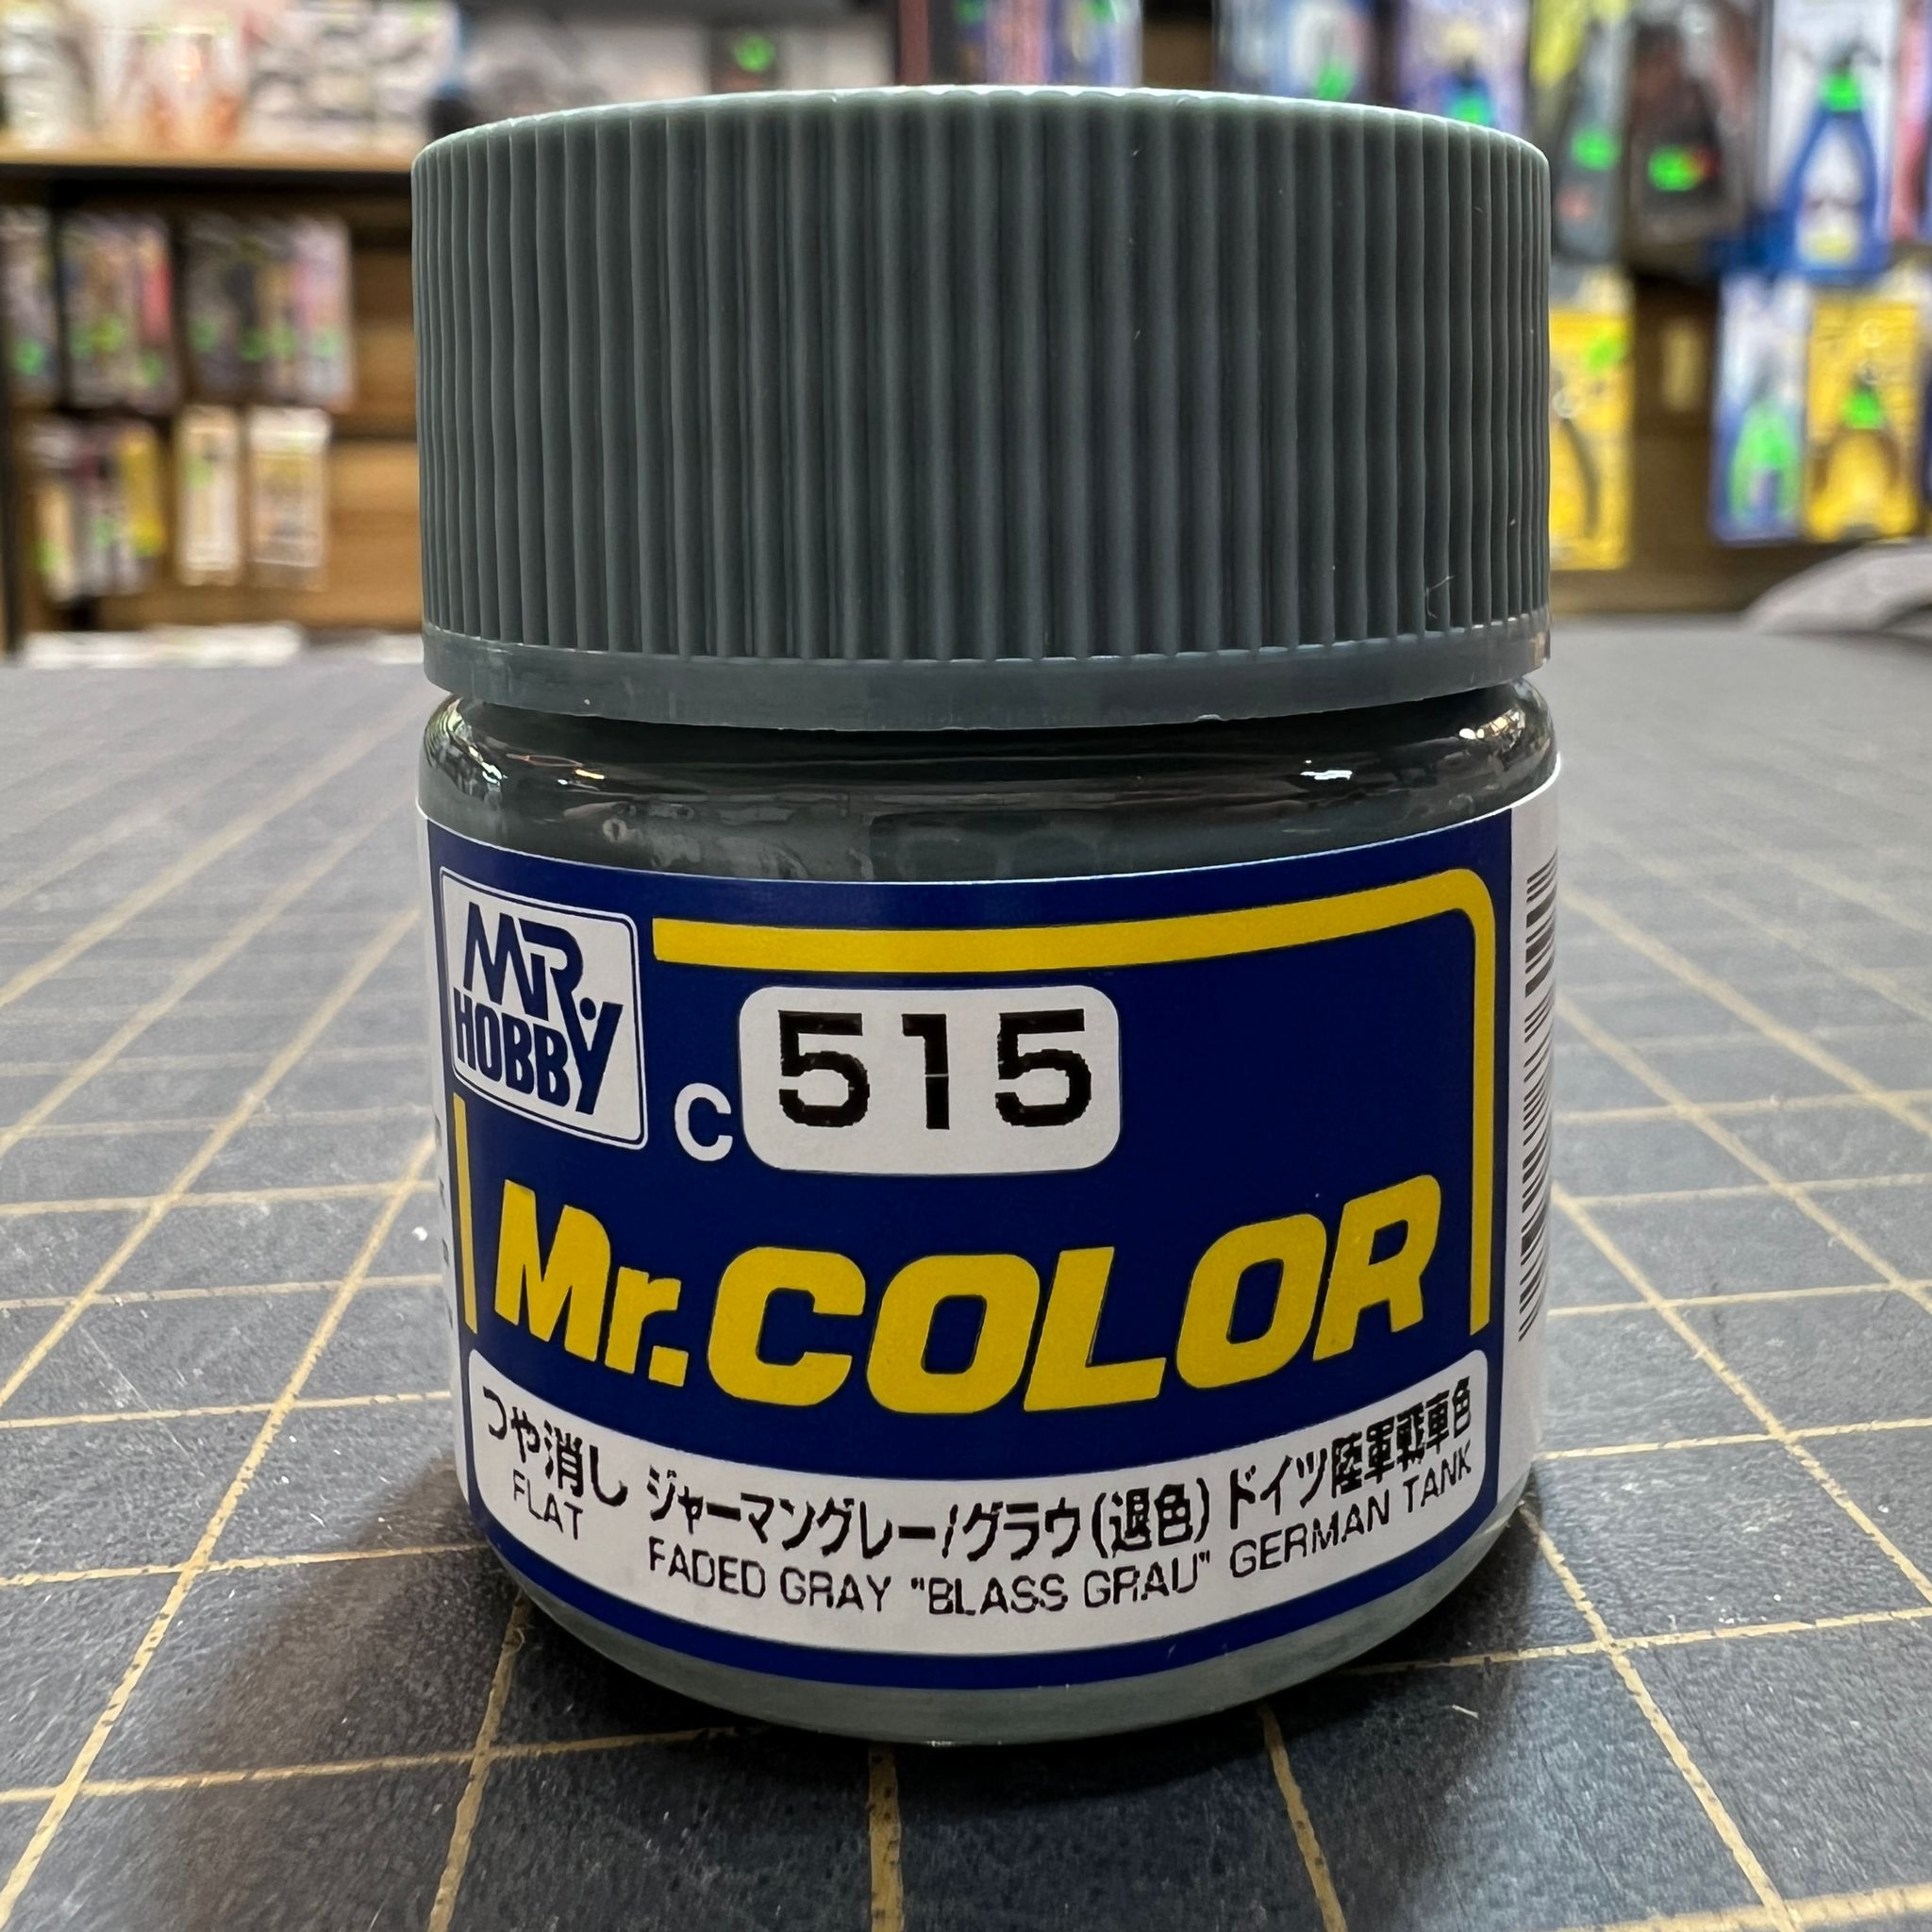 MR.
HOBBY
C 515
Mr.COLOR
つや消し ジャーマングレー/グラウ(退色) ドイツ陸軍戦車色
FLAT FADED GRAY "BLASS GRAU" GERMAN TANK